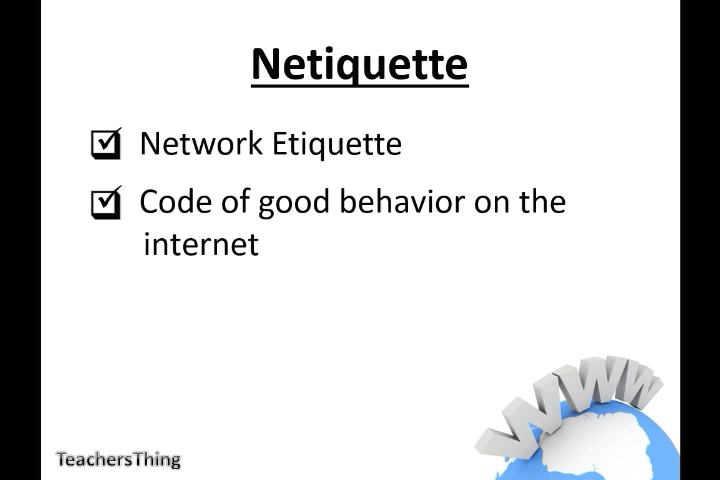 Netiquette
Network Etiquette
Code of good behavior on the
internet
WWW
TeachersThing